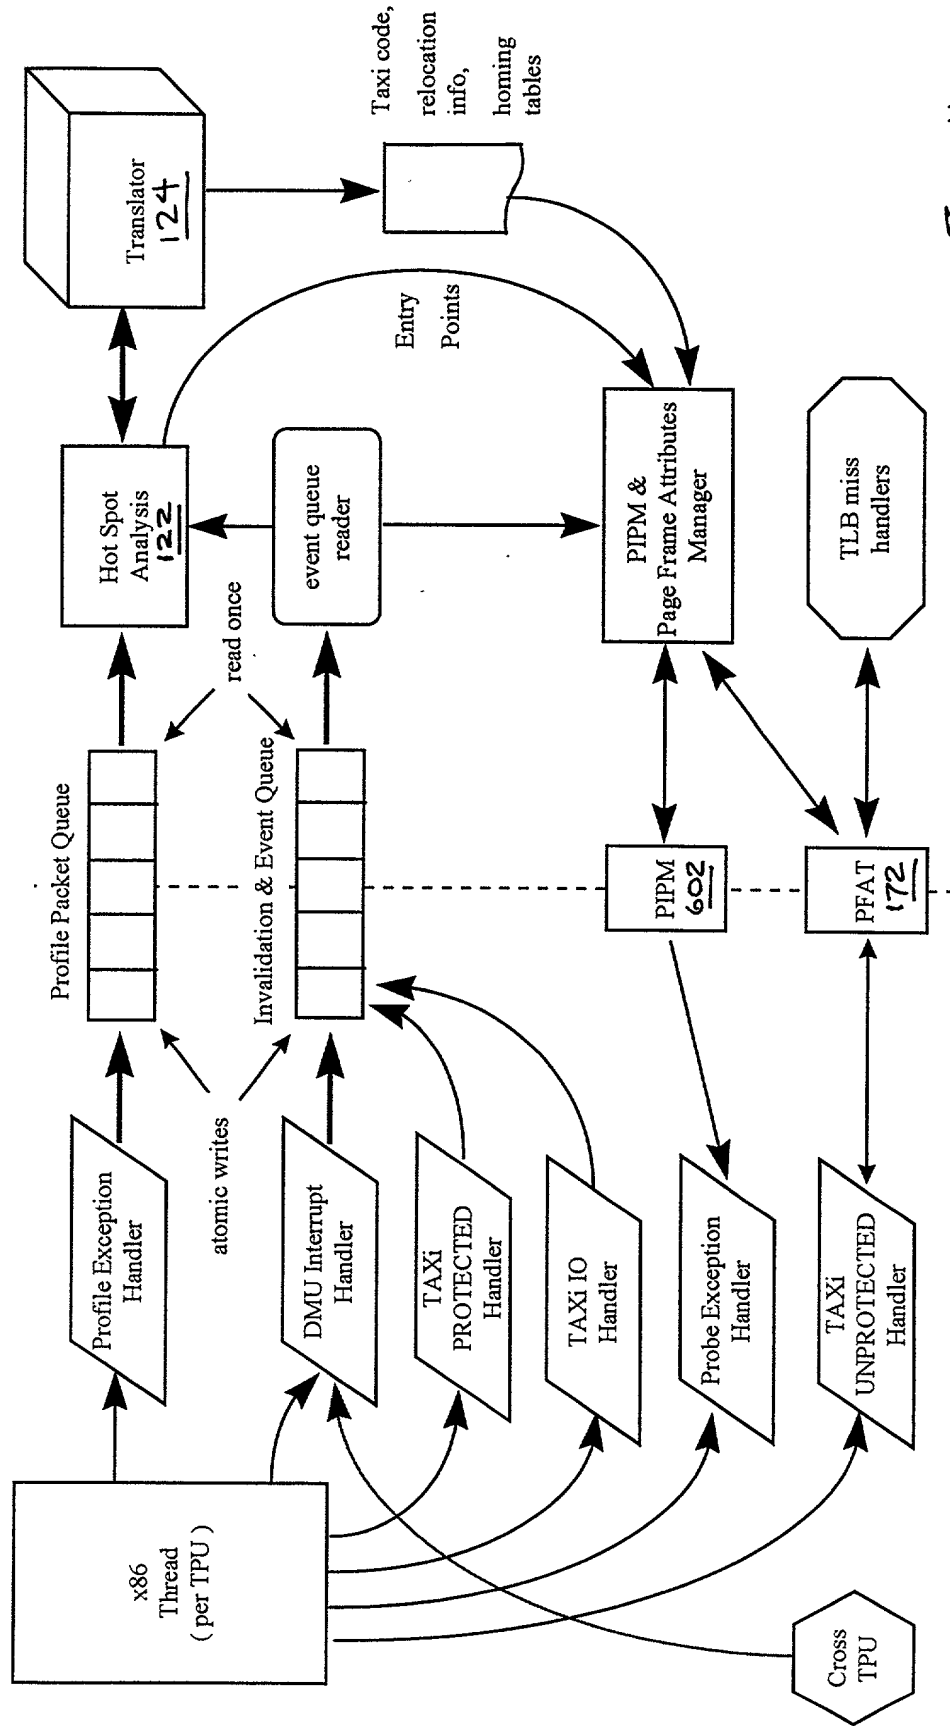 x86
Thread
( per TPU )
Cross
TPU
Profile Exception
Handler
DMU Interrupt
Handler
TAXi
PROTECTED
Handler
TAXi IO
Handler
Probe Exception
Handler
TAXi
UNPROTECTED
Handler
atomic writes
Profile Packet Queue
Invalidation & Event Queue
read once
PIPM
602
PFAT
172
Hot Spot
Analysis
122
event queue
reader
PIPM &
Page Frame Attributes
Manager
TLB miss
handlers
Entry
Points
Translator
124
Taxi code,
relocation
info,
homing
tables